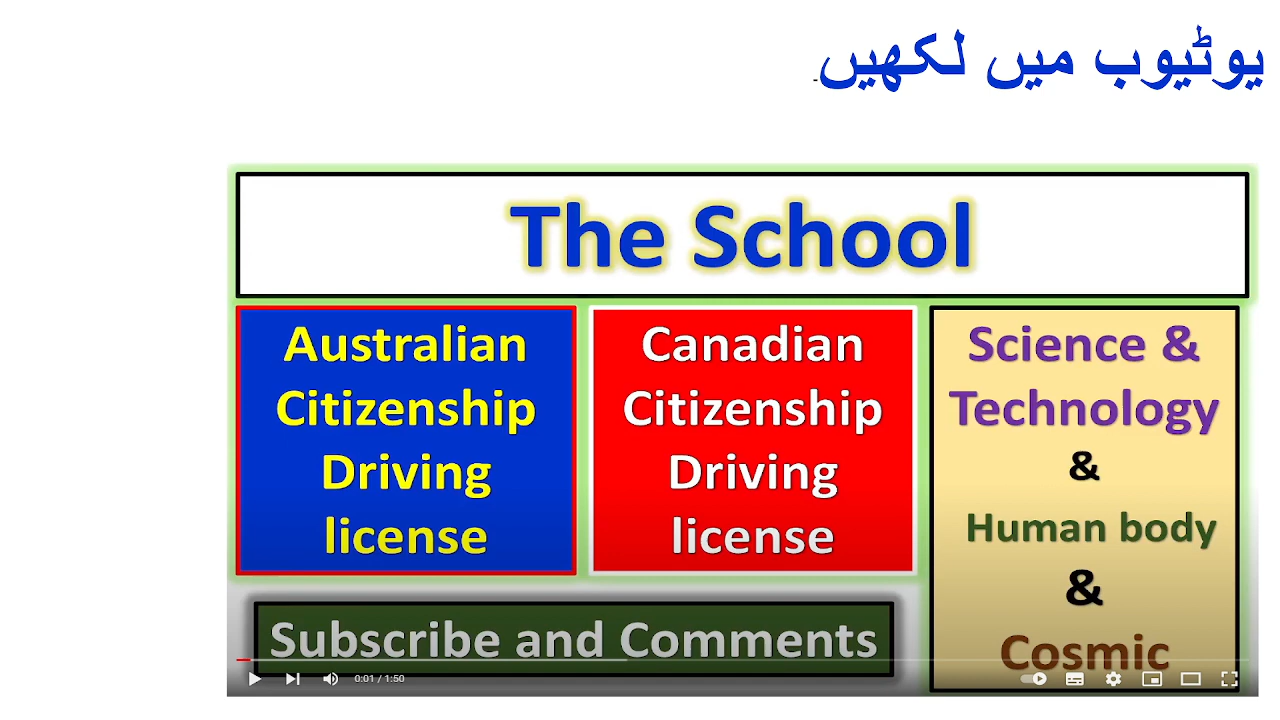 یوٹیوب میں لکھیں۔
The School
Australian
Citizenship
Driving
license
Canadian
Citizenship
Driving
license
Science &
Technology
&
Human body
&
Cosmic
Subscribe and Comments
0:01 / 1:50